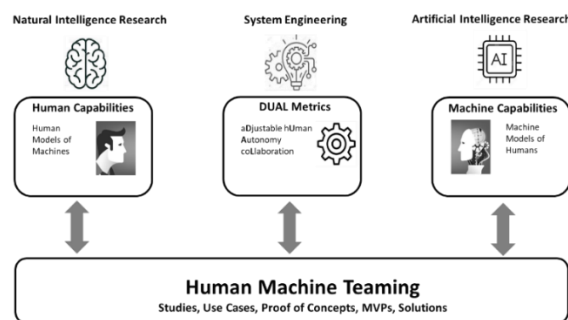 Natural Intelligence Research
System Engineering
Artificial Intelligence Research
AI
Human Capabilities
Human
Models of
Machines
DUAL Metrics
aDjustable hUman
Autonomy
coLlaboration
Machine Capabilities
Machine
Models of
Humans
Human Machine Teaming
Studies, Use Cases, Proof of Concepts, MVPs, Solutions